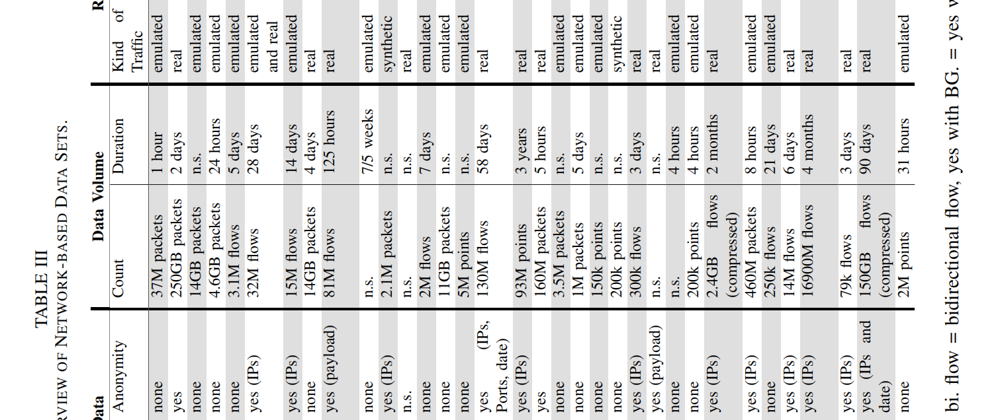 TABLE III
RVIEW OF NETWORK-BASED DATA SETS.
Data Data Volume R
Anonymity Count Duration Kind of
Traffic
none 37M packets 1 hour emulated
yes 250GB packets 2 days real
none 14GB packets n.s. emulated
none 4.6GB packets 24 hours emulated
none 3.1M flows 5 days emulated
yes (IPs) 32M flows 28 days emulated
and real
yes (IPs) 15M flows 14 days emulated
none 14GB packets 4 days real
yes (payload) 81M flows 125 hours real
none n.s. 7/5 weeks emulated
yes (IPs) 2.1M packets n.s. synthetic
n.s. n.s. n.s. real
none 2M flows 7 days emulated
none 11GB packets n.s. emulated
none 5M points n.s. emulated
yes (IPs, 130M flows 58 days real
Ports, date)
yes (IPs) 93M points 3 years real
yes 160M packets 5 hours real
none 3.5M packets n.s. emulated
none 1M packets 5 days emulated
none 150k points n.s. emulated
none 200k points n.s. synthetic
yes (IPs) 300k flows 3 days real
yes (payload) n.s. n.s. real
none n.s. 4 hours emulated
none 200k points 4 hours emulated
yes (IPs) 2.4GB flows 2 months real
(compressed)
yes (IPs) 460M packets 8 hours emulated
none 250k flows 21 days emulated
yes (IPs) 14M flows 6 days real
yes (IPs) 16900M flows 4 months real
yes (IPs) 79k flows 3 days real
yes (IPs and 150GB flows 90 days real
date) (compressed)
none 2M points 31 hours emulated
bi. flow = bidirectional flow, yes with BG. = yes w